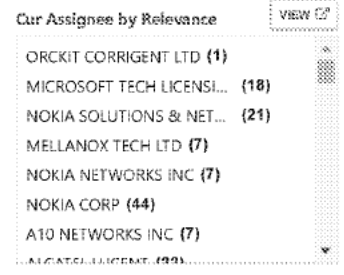 Cur Assignee by Relevance
VIEW
ORCKIT CORRIGENT LTD (1)
MICROSOFT TECH LICENSI... (18)
NOKIA SOLUTIONS & NET... (21)
MELLANOX TECH LTD (7)
NOKIA NETWORKS INC (7)
NOKIA CORP (44)
A10 NETWORKS INC (7)